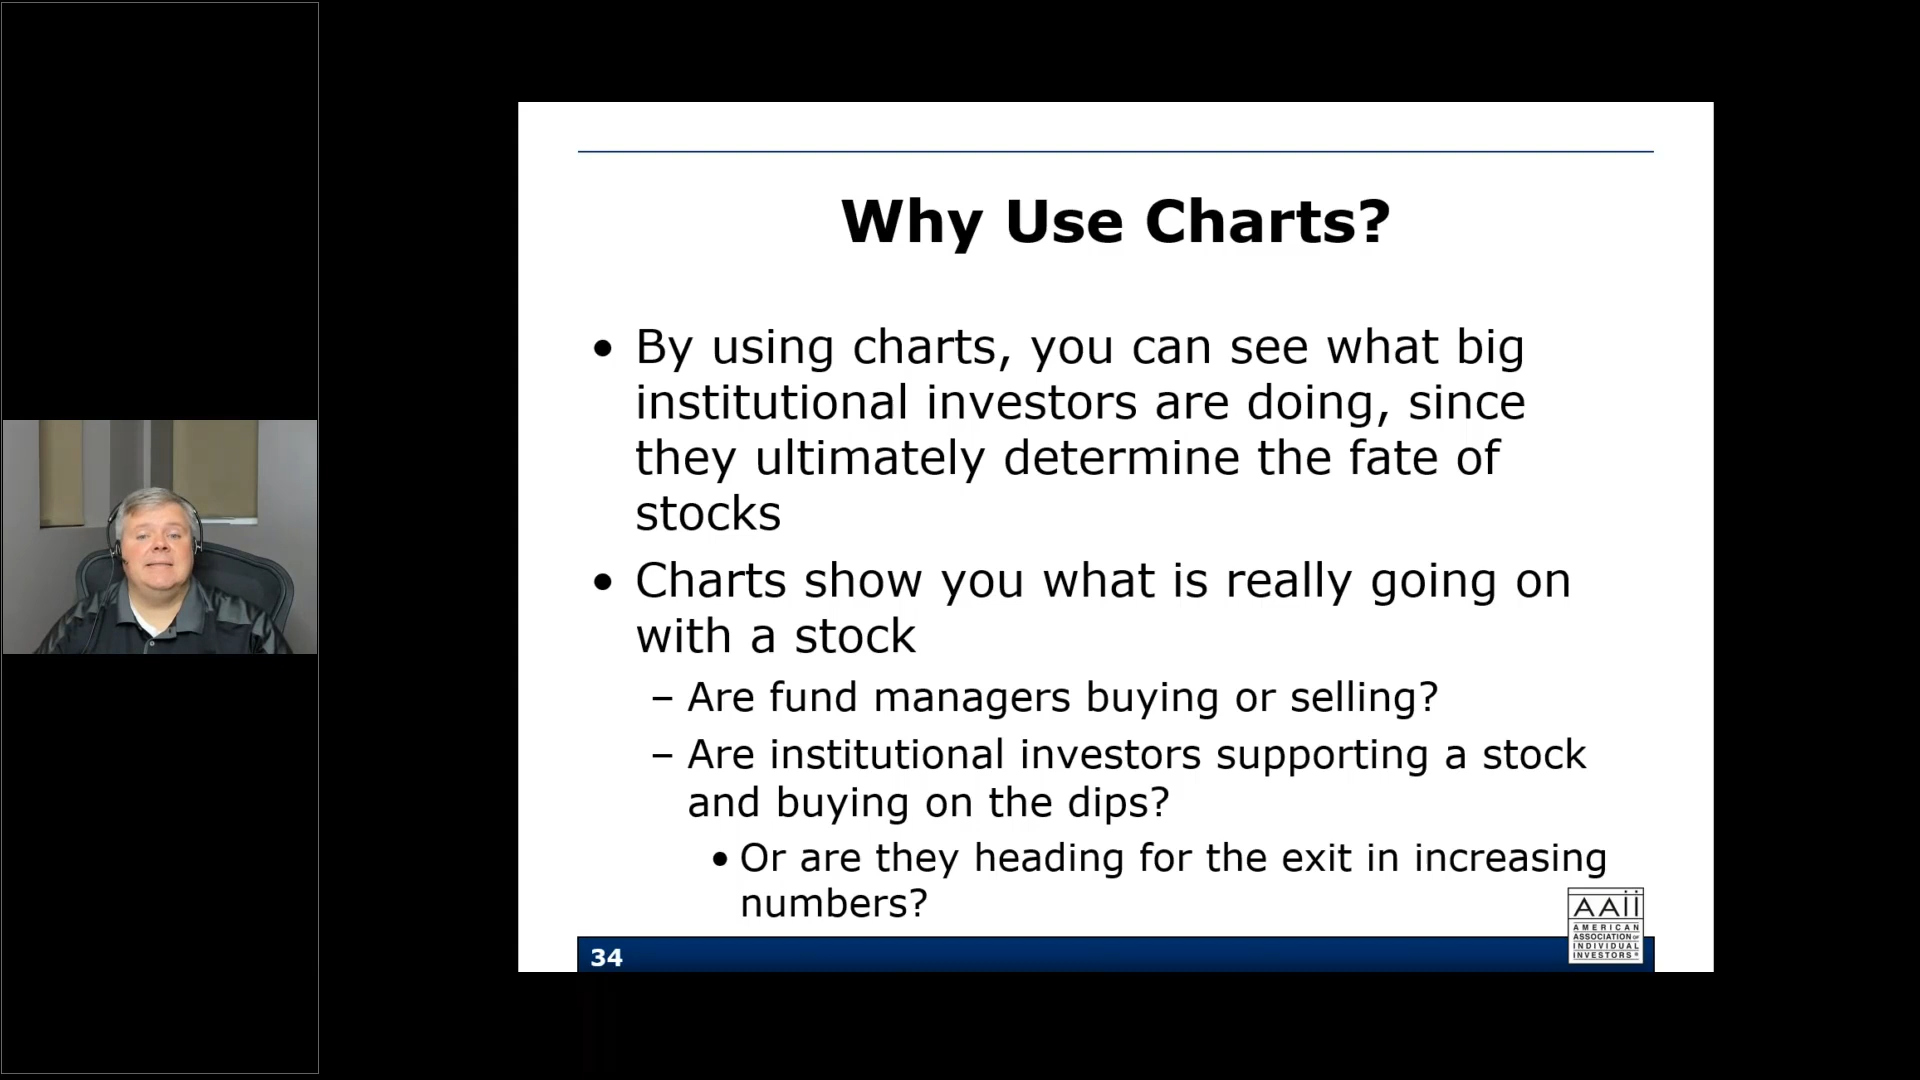 Why Use Charts?
• By using charts, you can see what big
institutional investors are doing, since
they ultimately determine the fate of
stocks
• Charts show you what is really going on
with a stock
– Are fund managers buying or selling?
– Are institutional investors supporting a stock
and buying on the dips?
• Or are they heading for the exit in increasing
numbers?
34
AAii
AMERICAN
ASSOCIATION OF
INDIVIDUAL
INVESTORS®